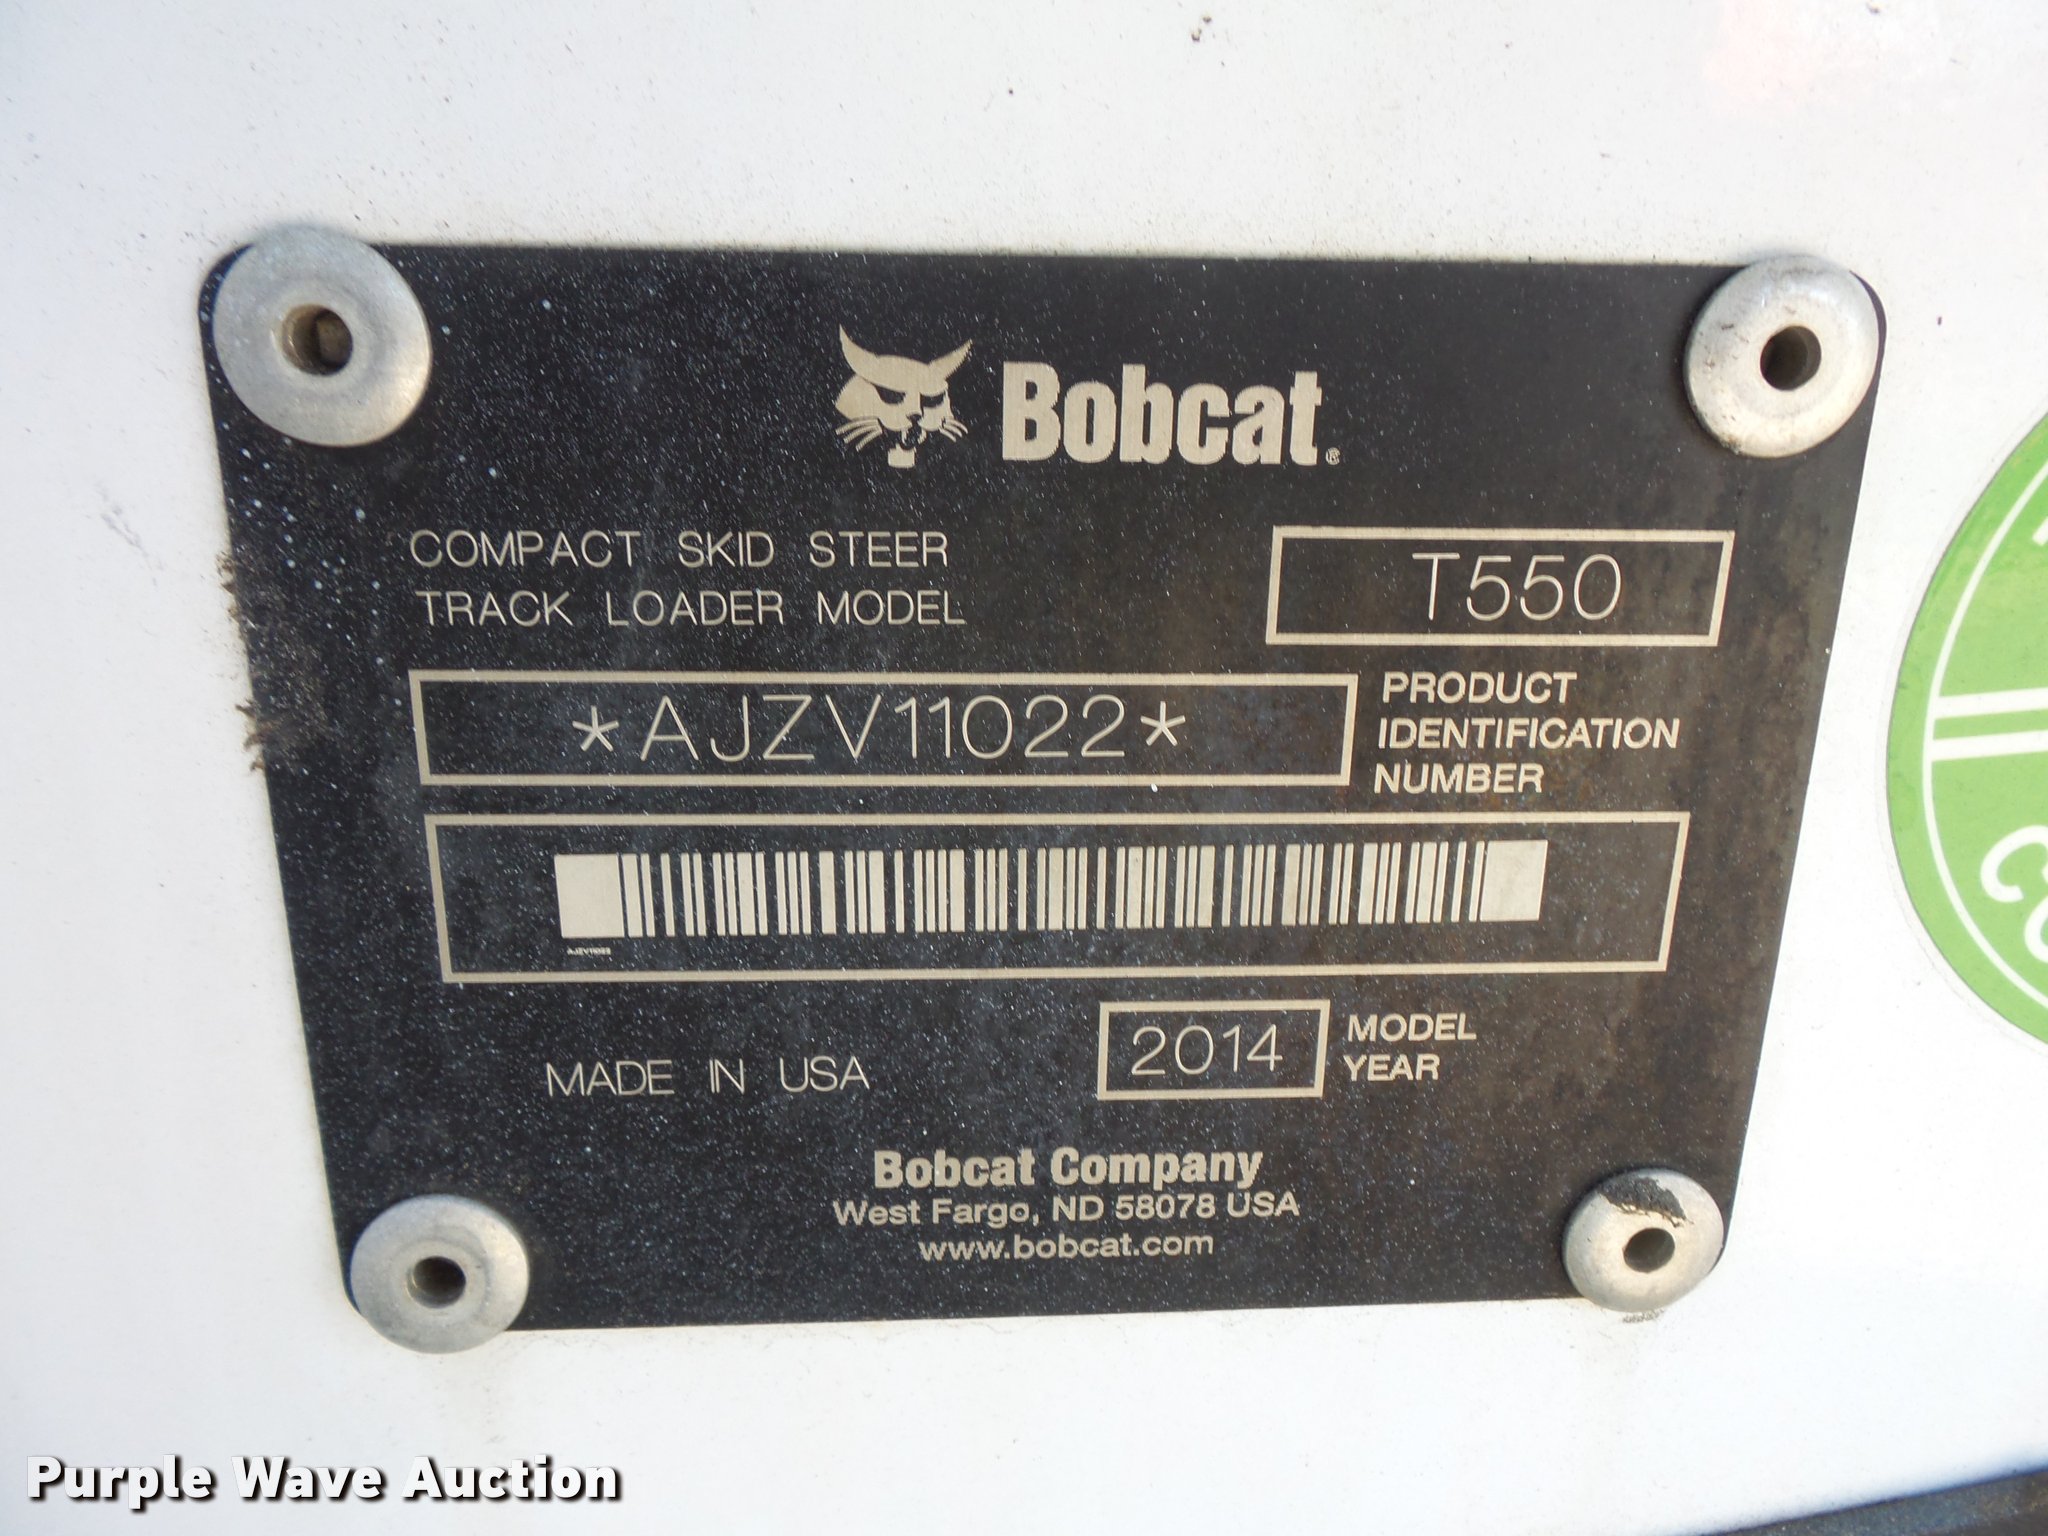 Bobcat®
COMPACT SKID STEER
TRACK LOADER MODEL
T550
*AJZV11022*
PRODUCT
IDENTIFICATION
NUMBER
AJZV11022
MADE IN USA
2014
MODEL
YEAR
Bobcat Company
West Fargo, ND 58078 USA
www.bobcat.com
Purple Wave Auction